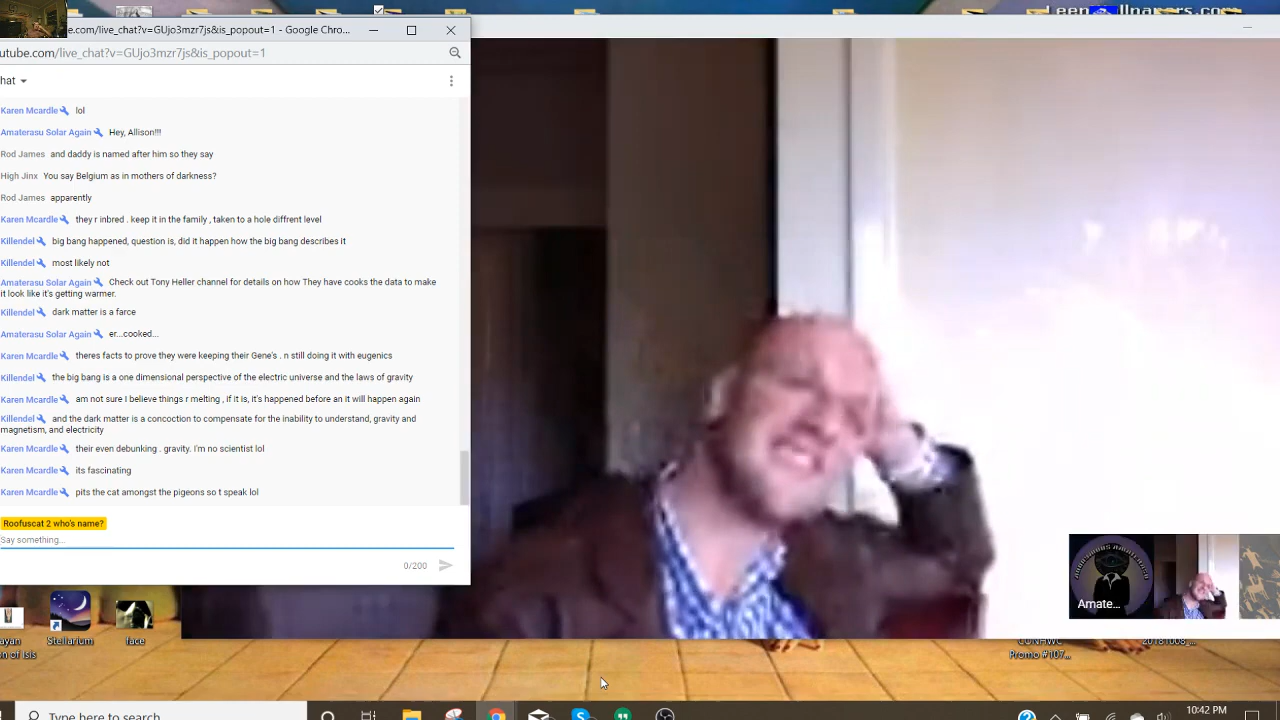 e.com/live_chat?v=GUjo3mzr7js&is_popout=1 - Google Chro...
utube.com/live_chat?v=GUjo3mzr7js&is_popout=1
hat
Karen Mcardle lol
Amaterasu Solar Again Hey, Allison!!!
Rod James and daddy is named after him so they say
High Jinx You say Belgium as in mothers of darkness?
Rod James apparently
Karen Mcardle they r inbred . keep it in the family , taken to a hole diffrent level
Killendel big bang happened, question is, did it happen how the big bang describes it
Killendel most likely not
Amaterasu Solar Again Check out Tony Heller channel for details on how They have cooks the data to make
it look like it's getting warmer.
Killendel dark matter is a farce
Amaterasu Solar Again er...cooked...
Karen Mcardle theres facts to prove they were keeping their Gene's . n still doing it with eugenics
Killendel the big bang is a one dimensional perspective of the electric universe and the laws of gravity
Karen Mcardle am not sure I believe things r melting , if it is, it's happened before an it will happen again
Killendel and the dark matter is a concoction to compensate for the inability to understand, gravity and
magnetism, and electricity
Karen Mcardle their even debunking . gravity. I'm no scientist lol
Karen Mcardle its fascinating
Karen Mcardle pits the cat amongst the pigeons so t speak lol
Roofuscat 2 who's name?
Say something...
0/200
Amate...
ayan
on of Isis
Stellarium
face
Promo #107...
20181008_...
Type here to search
10:42 PM